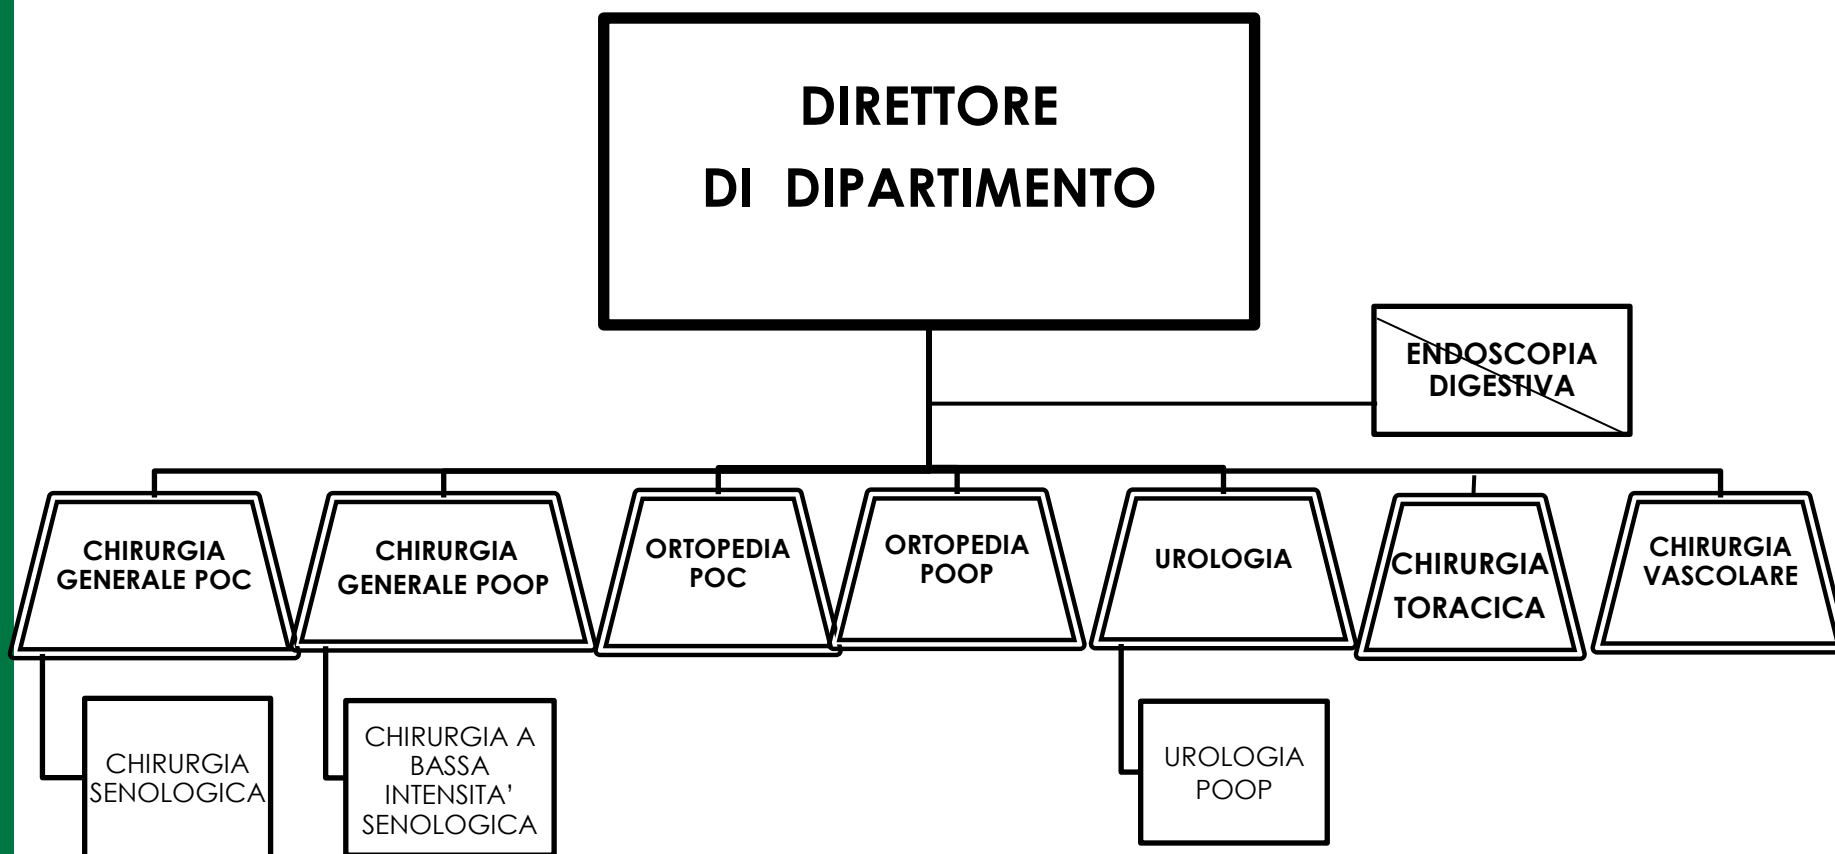 DIRETTORE
DI DIPARTIMENTO
ENDOSCOPIA
DIGESTIVA
CHIRURGIA
GENERALE POC
CHIRURGIA
GENERALE POOP
ORTOPEDIA
POC
ORTOPEDIA
POOP
UROLOGIA
CHIRURGIA
TORACICA
CHIRURGIA
VASCOLARE
CHIRURGIA
SENOLOGICA
CHIRURGIA A
BASSA
INTENSITA’
SENOLOGICA
UROLOGIA
POOP